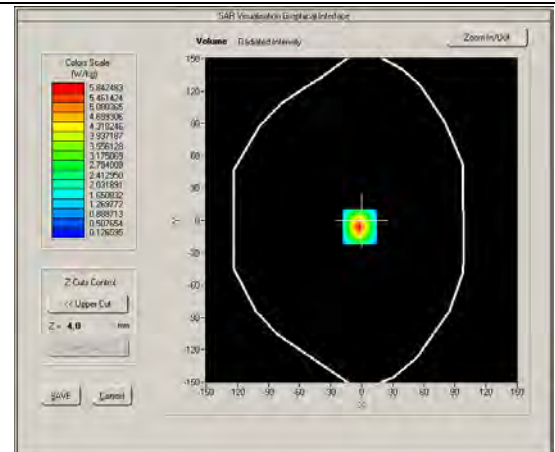 SAR Visualisation Graphical Interface
Volume Radiated Intensity
Zoom In/Out
Colors Scale
(W/kg)
5.842483
5.461424
5.080365
4.699306
4.318246
3.937187
3.556128
3.175069
2.794009
2.412950
2.031891
1.650832
1.269772
0.888713
0.507654
0.126595
Z Cuts Control
<< Upper Cut
Z = 4.0 mm
SAVE
Cancel
150
120
90
60
30
0
-30
-60
-90
-120
-150
Y
-150 -120 -90 -60 -30 0 30 60 90 120 150
X